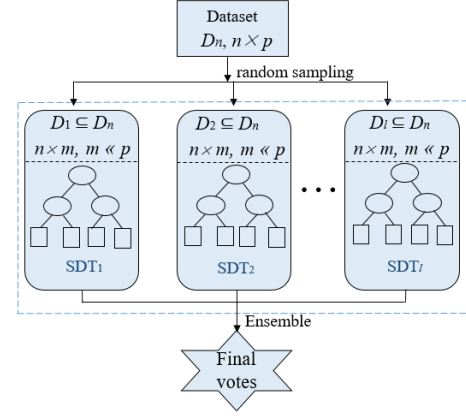 Dataset
Dₙ, n × p
random sampling
D₁ ⊆ Dₙ
n × m, m « p
SDT₁
D₂ ⊆ Dₙ
n × m, m « p
SDT₂
• • •
Dₗ ⊆ Dₙ
n × m, m « p
SDTₗ
Ensemble
Final
votes